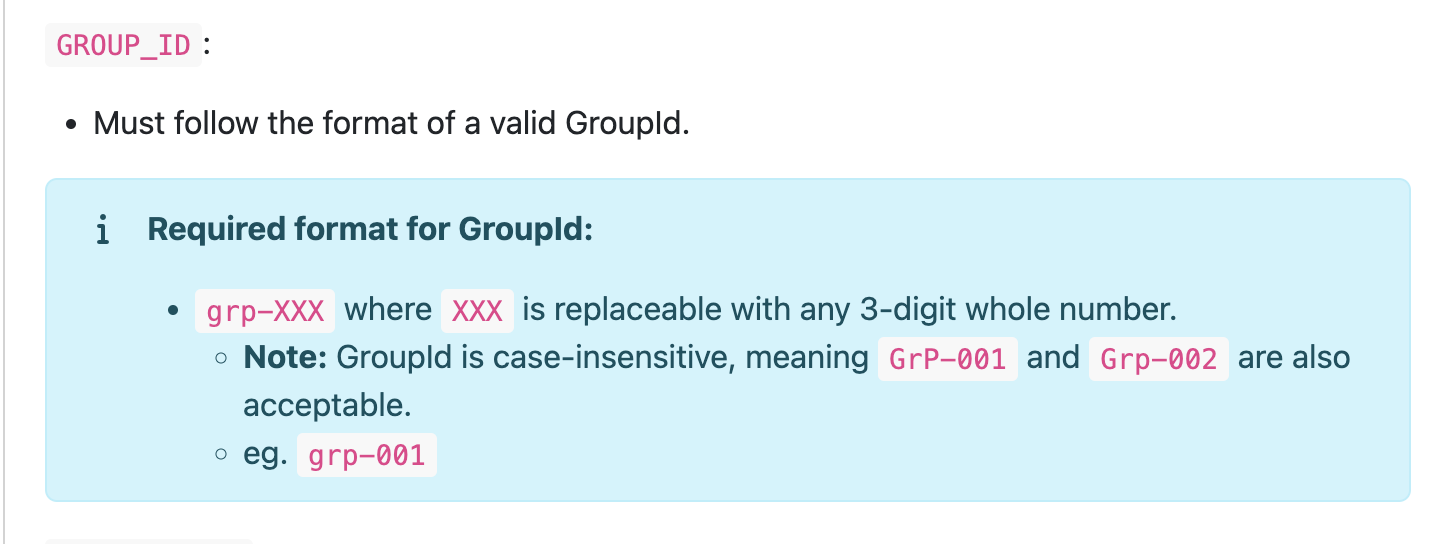 GROUP_ID:
• Must follow the format of a valid GroupId.
i Required format for GroupId:
• grp-XXX where XXX is replaceable with any 3-digit whole number.
◦ Note: GroupId is case-insensitive, meaning GrP-001 and Grp-002 are also
acceptable.
◦ eg. grp-001